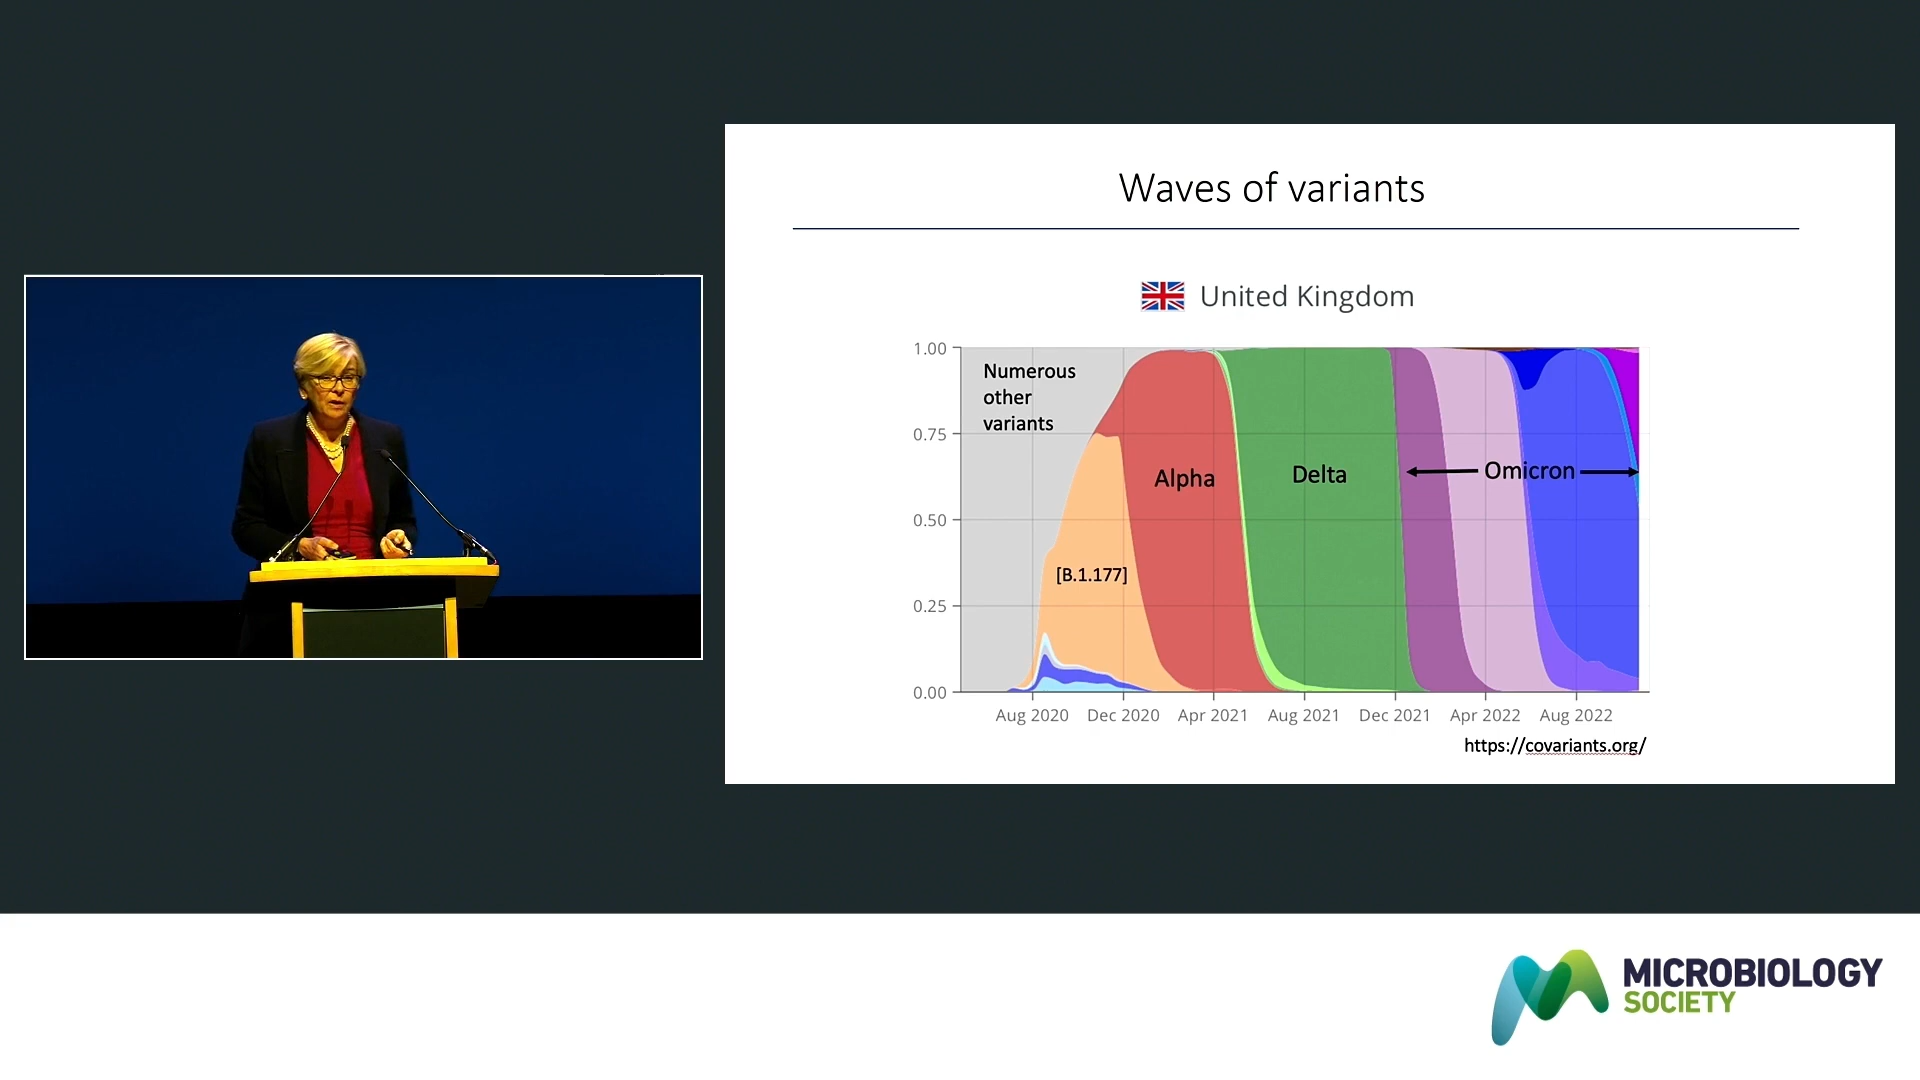 Waves of variants
United Kingdom
1.00
0.75
0.50
0.25
0.00
Numerous
other
variants
[B.1.177]
Alpha
Delta
Omicron
Aug 2020
Dec 2020
Apr 2021
Aug 2021
Dec 2021
Apr 2022
Aug 2022
https://covariants.org/
MICROBIOLOGY
SOCIETY